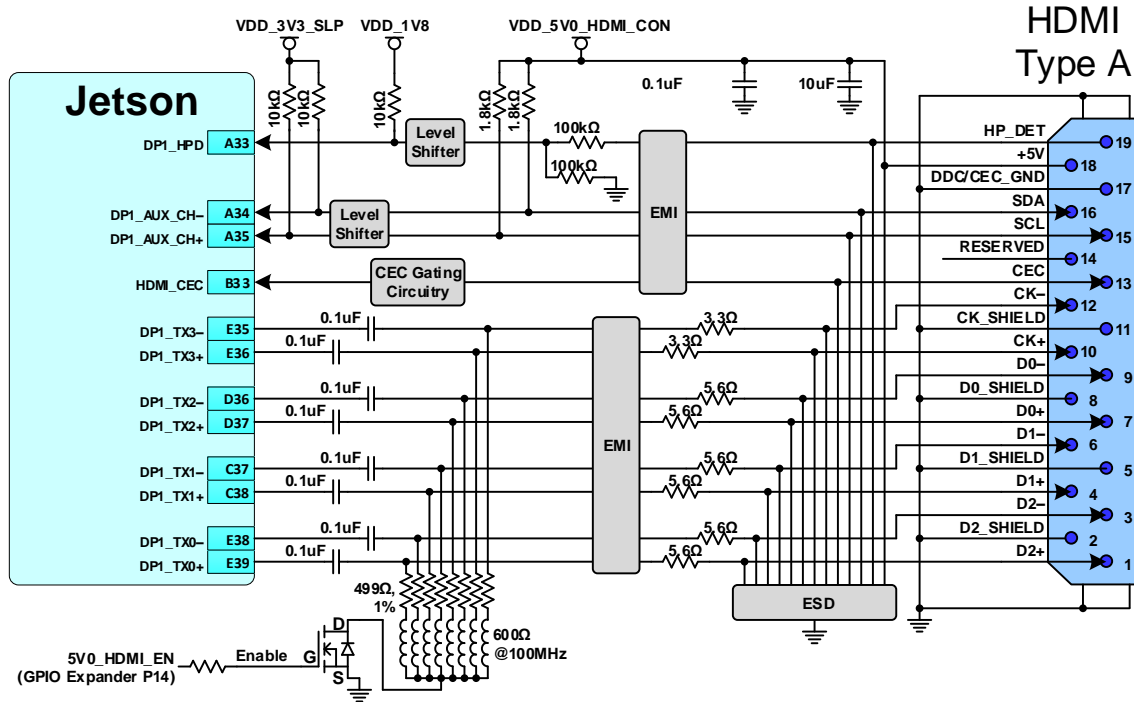 HDMI
Type A
VDD_3V3_SLP
VDD_1V8
VDD_5V0_HDMI_CON
Jetson
10kΩ
10kΩ
10kΩ
1.8kΩ
1.8kΩ
0.1uF
10uF
DP1_HPD
A33
Level
Shifter
100kΩ
100kΩ
EMI
HP_DET
19
+5V
18
DDC/CEC_GND
17
DP1_AUX_CH–
A34
Level
Shifter
SDA
16
DP1_AUX_CH+
A35
SCL
15
RESERVED
14
HDMI_CEC
B33
CEC Gating
Circuitry
CEC
13
CK–
12
DP1_TX3–
E35
0.1uF
3.3Ω
CK_SHIELD
11
DP1_TX3+
E36
0.1uF
3.3Ω
CK+
10
D0–
9
DP1_TX2–
D36
0.1uF
5.6Ω
D0_SHIELD
8
DP1_TX2+
D37
0.1uF
5.6Ω
D0+
7
EMI
D1–
6
DP1_TX1–
C37
0.1uF
5.6Ω
D1_SHIELD
5
DP1_TX1+
C38
0.1uF
5.6Ω
D1+
4
D2–
3
DP1_TX0–
E38
0.1uF
5.6Ω
D2_SHIELD
2
DP1_TX0+
E39
0.1uF
5.6Ω
D2+
1
499Ω,
1%
ESD
600Ω
@100MHz
D
G
S
5V0_HDMI_EN
(GPIO Expander P14)
Enable